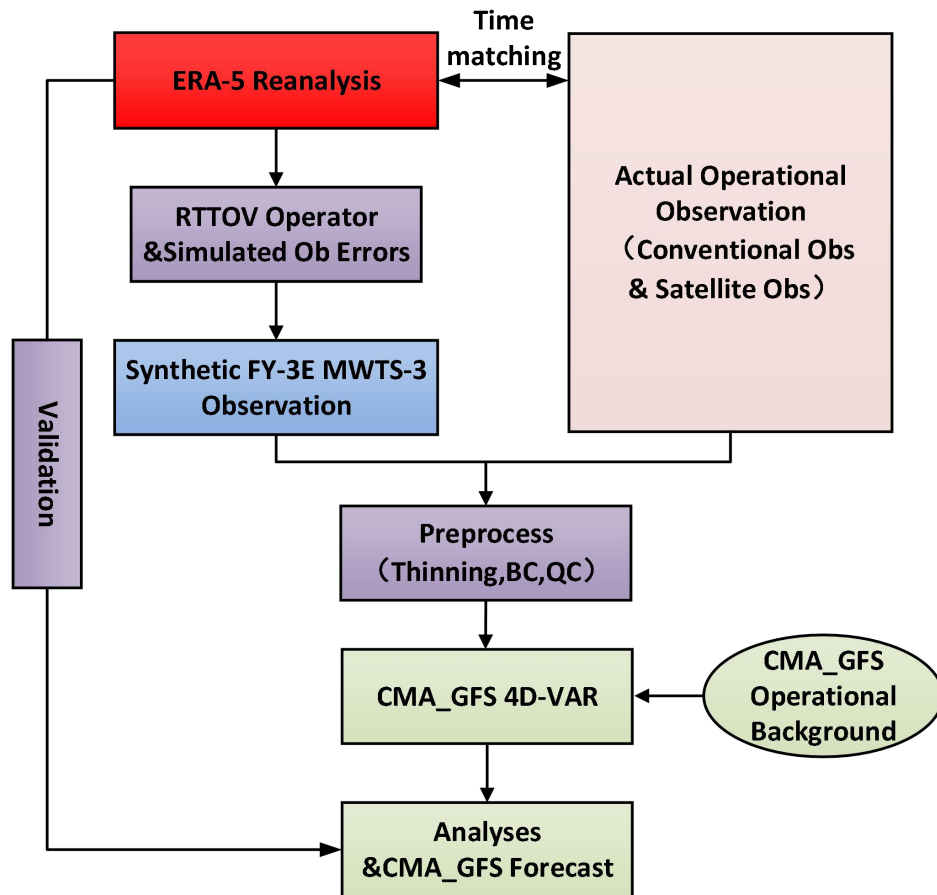 Time
matching
ERA-5 Reanalysis
Actual Operational
Observation
（Conventional Obs
& Satellite Obs）
RTTOV Operator
&Simulated Ob Errors
Synthetic FY-3E MWTS-3
Observation
Validation
Preprocess
（Thinning,BC,QC）
CMA_GFS 4D-VAR
CMA_GFS
Operational
Background
Analyses
&CMA_GFS Forecast